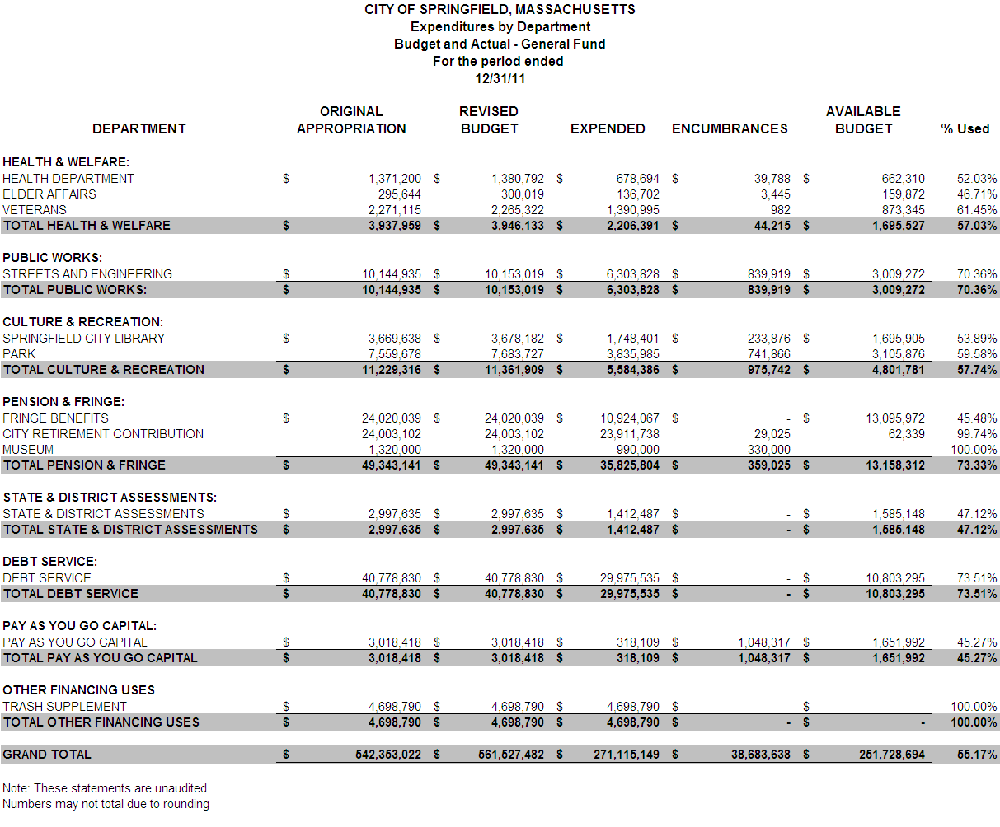 CITY OF SPRINGFIELD, MASSACHUSETTS
Expenditures by Department
Budget and Actual - General Fund
For the period ended
12/31/11
DEPARTMENT ORIGINAL APPROPRIATION REVISED BUDGET EXPENDED ENCUMBRANCES AVAILABLE BUDGET % Used
HEALTH & WELFARE:
HEALTH DEPARTMENT $ 1,371,200 $ 1,380,792 $ 678,694 $ 39,788 $ 662,310 52.03%
ELDER AFFAIRS 295,644 300,019 136,702 3,445 159,872 46.71%
VETERANS 2,271,115 2,265,322 1,390,995 982 873,345 61.45%
TOTAL HEALTH & WELFARE $ 3,937,959 $ 3,946,133 $ 2,206,391 $ 44,215 $ 1,695,527 57.03%
PUBLIC WORKS:
STREETS AND ENGINEERING $ 10,144,935 $ 10,153,019 $ 6,303,828 $ 839,919 $ 3,009,272 70.36%
TOTAL PUBLIC WORKS: $ 10,144,935 $ 10,153,019 $ 6,303,828 $ 839,919 $ 3,009,272 70.36%
CULTURE & RECREATION:
SPRINGFIELD CITY LIBRARY $ 3,669,638 $ 3,678,182 $ 1,748,401 $ 233,876 $ 1,695,905 53.89%
PARK 7,559,678 7,683,727 3,835,985 741,866 3,105,876 59.58%
TOTAL CULTURE & RECREATION $ 11,229,316 $ 11,361,909 $ 5,584,386 $ 975,742 $ 4,801,781 57.74%
PENSION & FRINGE:
FRINGE BENEFITS $ 24,020,039 $ 24,020,039 $ 10,924,067 $ - $ 13,095,972 45.48%
CITY RETIREMENT CONTRIBUTION 24,003,102 24,003,102 23,911,738 29,025 62,339 99.74%
MUSEUM 1,320,000 1,320,000 990,000 330,000 - 100.00%
TOTAL PENSION & FRINGE $ 49,343,141 $ 49,343,141 $ 35,825,804 $ 359,025 $ 13,158,312 73.33%
STATE & DISTRICT ASSESSMENTS:
STATE & DISTRICT ASSESSMENTS $ 2,997,635 $ 2,997,635 $ 1,412,487 $ - $ 1,585,148 47.12%
TOTAL STATE & DISTRICT ASSESSMENTS $ 2,997,635 $ 2,997,635 $ 1,412,487 $ - $ 1,585,148 47.12%
DEBT SERVICE:
DEBT SERVICE $ 40,778,830 $ 40,778,830 $ 29,975,535 $ - $ 10,803,295 73.51%
TOTAL DEBT SERVICE $ 40,778,830 $ 40,778,830 $ 29,975,535 $ - $ 10,803,295 73.51%
PAY AS YOU GO CAPITAL:
PAY AS YOU GO CAPITAL $ 3,018,418 $ 3,018,418 $ 318,109 $ 1,048,317 $ 1,651,992 45.27%
TOTAL PAY AS YOU GO CAPITAL $ 3,018,418 $ 3,018,418 $ 318,109 $ 1,048,317 $ 1,651,992 45.27%
OTHER FINANCING USES
TRASH SUPPLEMENT $ 4,698,790 $ 4,698,790 $ 4,698,790 $ - $ - 100.00%
TOTAL OTHER FINANCING USES $ 4,698,790 $ 4,698,790 $ 4,698,790 $ - $ - 100.00%
GRAND TOTAL $ 542,353,022 $ 561,527,482 $ 271,115,149 $ 38,683,638 $ 251,728,694 55.17%
Note: These statements are unaudited
Numbers may not total due to rounding